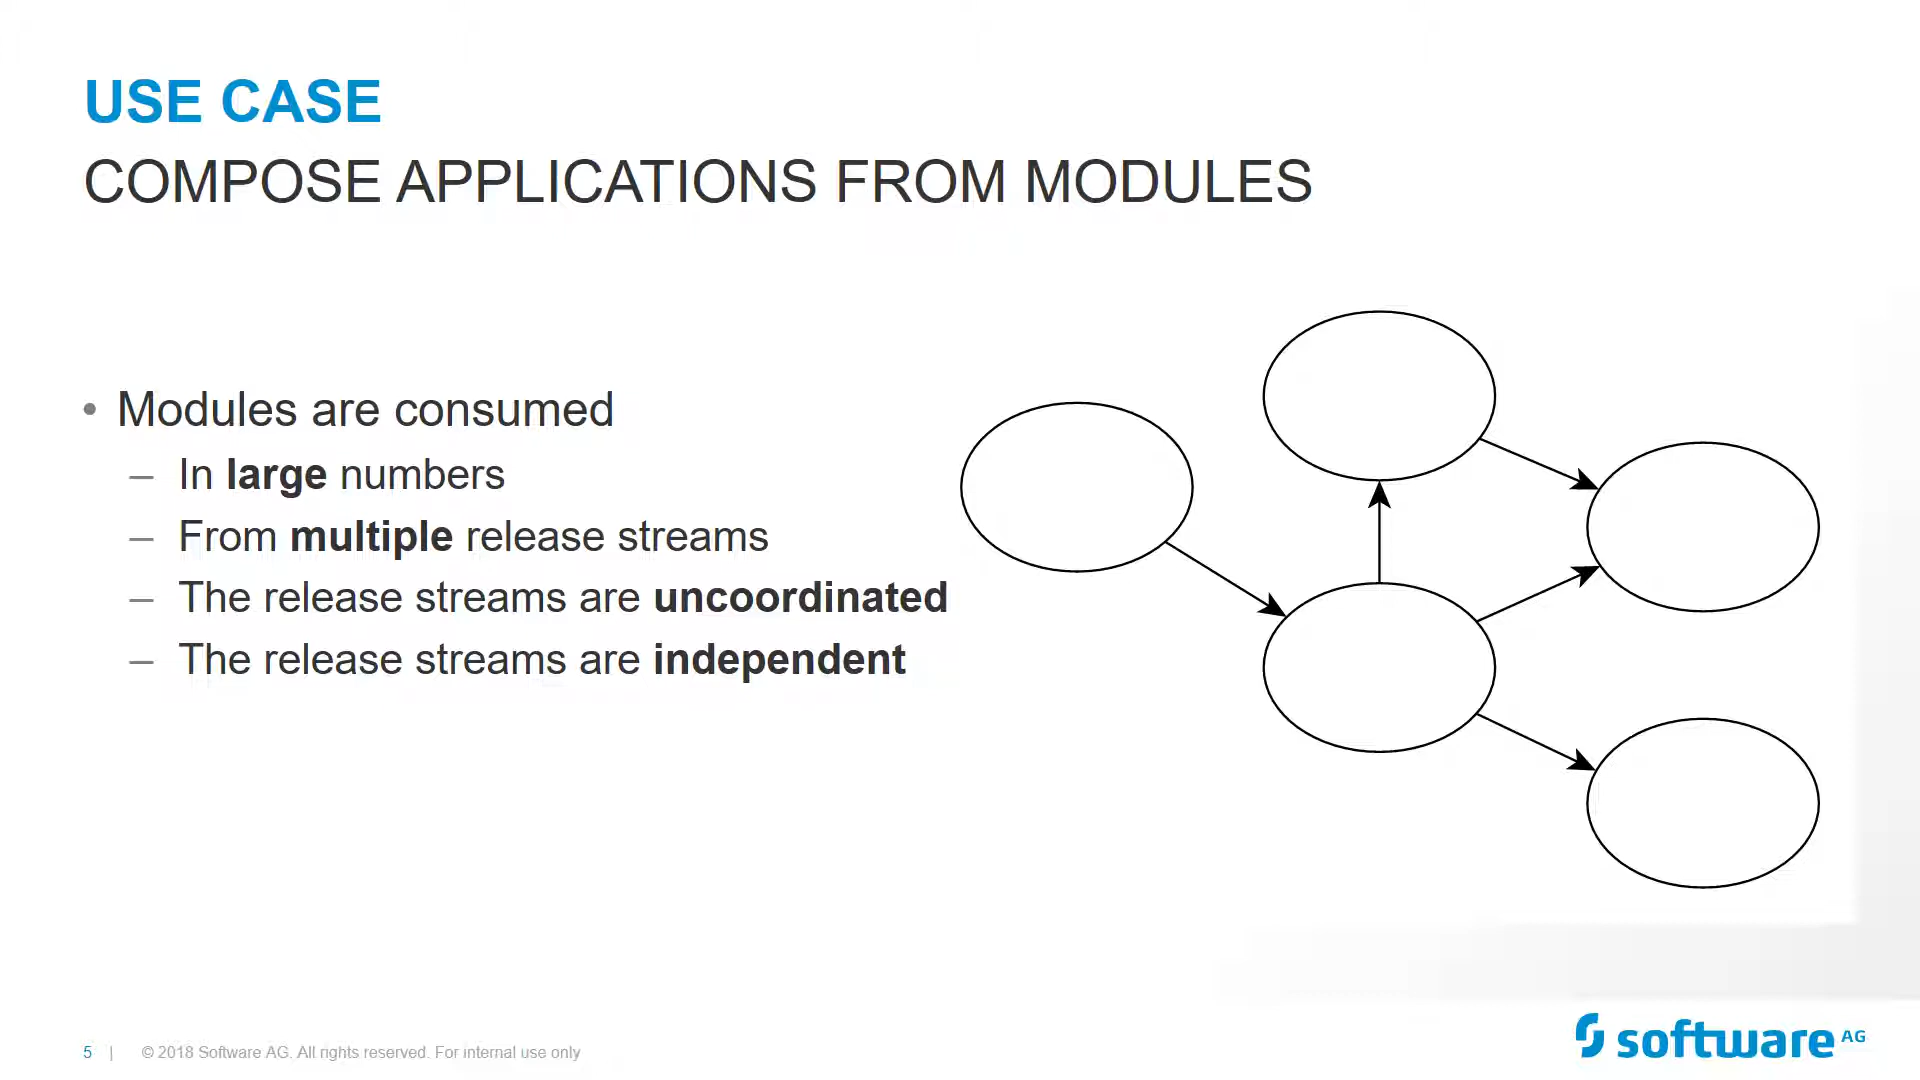 USE CASE
COMPOSE APPLICATIONS FROM MODULES
• Modules are consumed
– In large numbers
– From multiple release streams
– The release streams are uncoordinated
– The release streams are independent
5 | © 2018 Software AG. All rights reserved. For internal use only
software AG